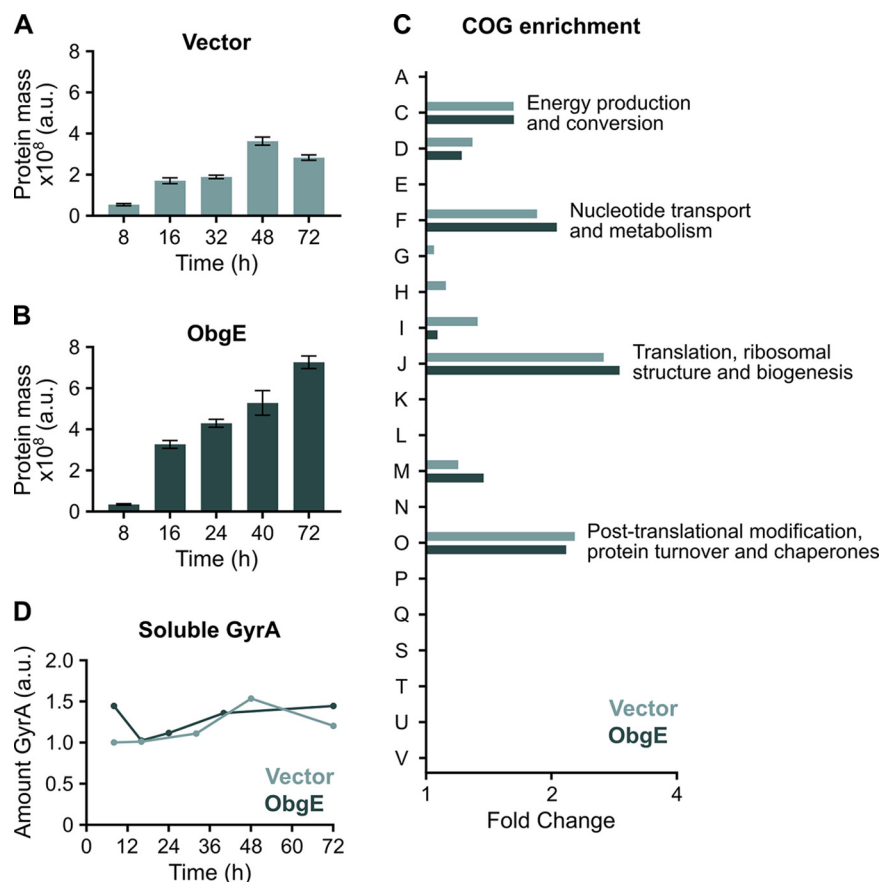 A
Vector
Protein mass
x10⁸ (a.u.)
8
6
4
2
0
8 16 32 48 72
Time (h)
B
ObgE
Protein mass
x10⁸ (a.u.)
8
6
4
2
0
8 16 24 40 72
Time (h)
D
Soluble GyrA
Amount GyrA (a.u.)
2.0
1.5
1.0
0.5
0
Vector
ObgE
0 12 24 36 48 60 72
Time (h)
C
COG enrichment
A
C
Energy production
and conversion
D
E
F
Nucleotide transport
and metabolism
G
H
I
J
Translation, ribosomal
structure and biogenesis
K
L
M
N
O
Post-translational modification,
protein turnover and chaperones
P
Q
S
T
U
V
Vector
ObgE
1 2 4
Fold Change